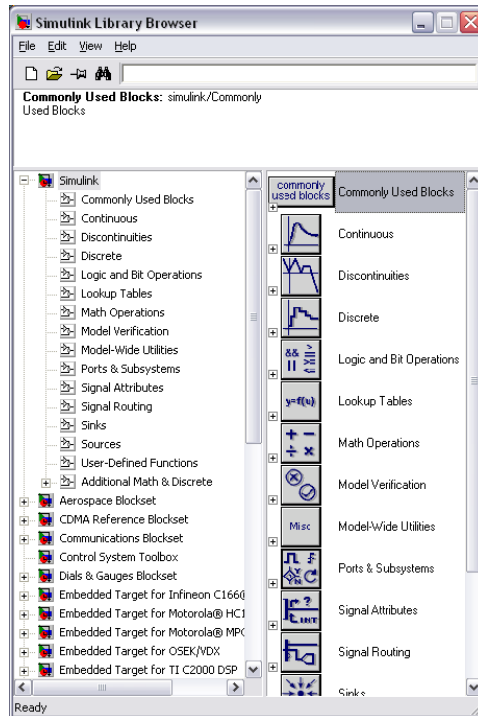 Simulink Library Browser
File Edit View Help
Commonly Used Blocks: simulink/Commonly
Used Blocks
Simulink
Commonly Used Blocks
Continuous
Discontinuities
Discrete
Logic and Bit Operations
Lookup Tables
Math Operations
Model Verification
Model-Wide Utilities
Ports & Subsystems
Signal Attributes
Signal Routing
Sinks
Sources
User-Defined Functions
Additional Math & Discrete
Aerospace Blockset
CDMA Reference Blockset
Communications Blockset
Control System Toolbox
Dials & Gauges Blockset
Embedded Target for Infineon C166
Embedded Target for Motorola® HC1
Embedded Target for Motorola® MPC
Embedded Target for OSEK/VDX
Embedded Target for TI C2000 DSP
commonly
used blocks
Commonly Used Blocks
Continuous
Discontinuities
Discrete
Logic and Bit Operations
y=f(u)
Lookup Tables
Math Operations
Model Verification
Misc
Model-Wide Utilities
Ports & Subsystems
Signal Attributes
Signal Routing
Sinks
Ready